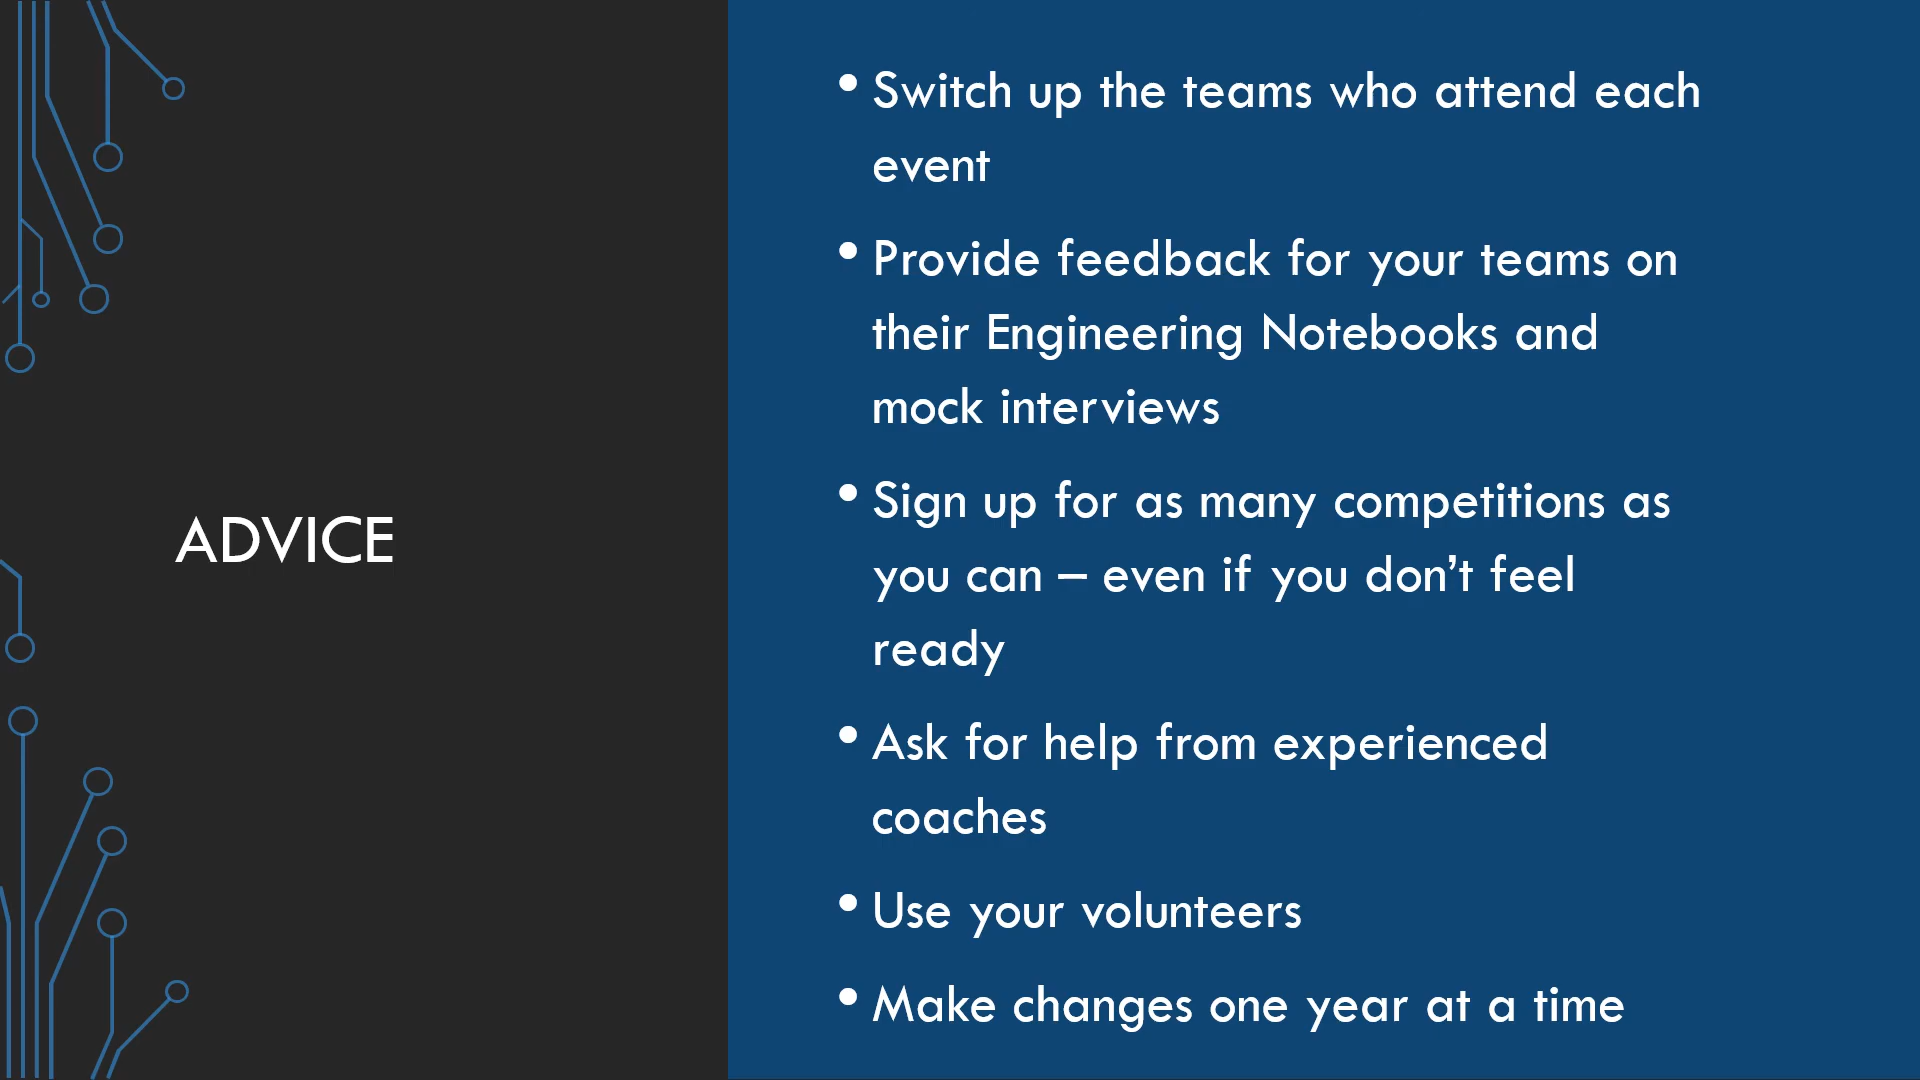 ADVICE
• Switch up the teams who attend each
event
• Provide feedback for your teams on
their Engineering Notebooks and
mock interviews
• Sign up for as many competitions as
you can – even if you don’t feel
ready
• Ask for help from experienced
coaches
• Use your volunteers
• Make changes one year at a time